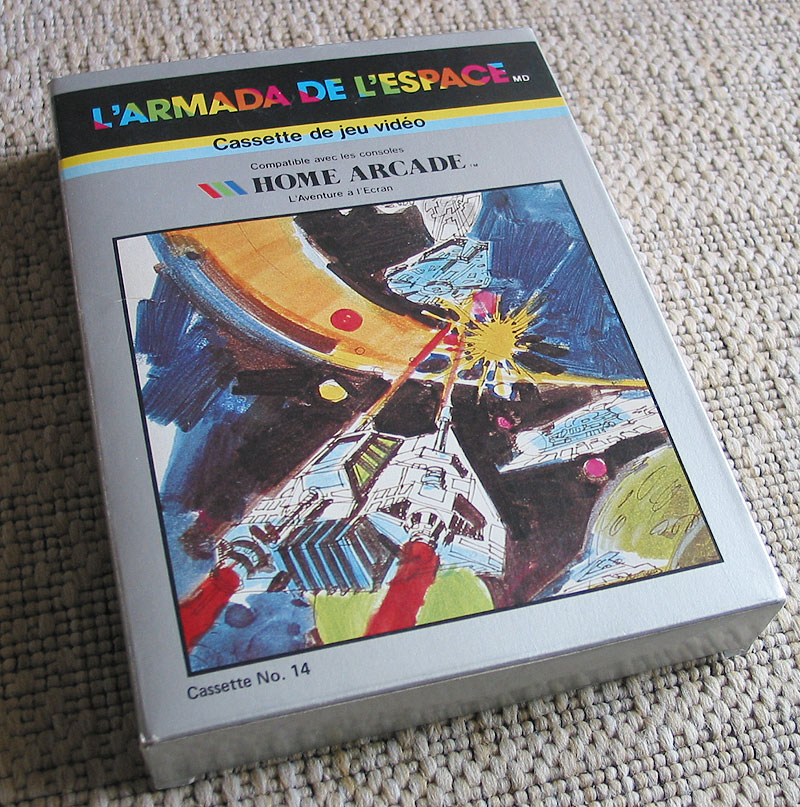 L'ARMADA DE L'ESPACE MD
Cassette de jeu vidéo
Compatible avec les consoles
HOME ARCADE TM
L'Aventure à l'Ecran
Cassette No. 14